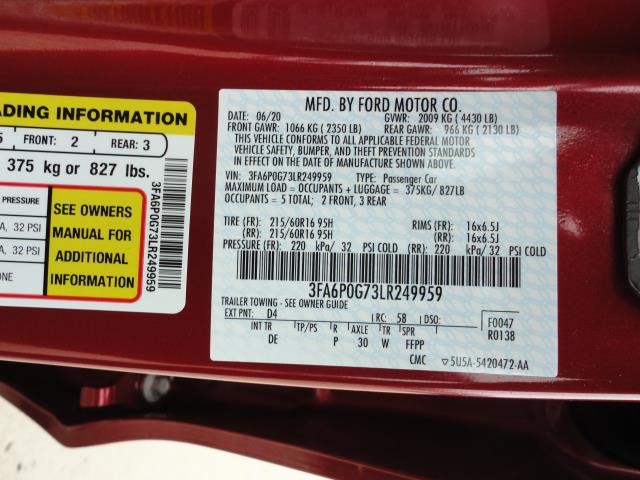 ADING INFORMATION
5 FRONT: 2 REAR: 3
375 kg or 827 lbs.
PRESSURE
A, 32 PSI
A, 32 PSI
ONE
SEE OWNERS
MANUAL FOR
ADDITIONAL
INFORMATION
3FA6P0G73LR249959
MFD. BY FORD MOTOR CO.
DATE: 06/20 GVWR: 2009 KG (4430 LB)
FRONT GAWR: 1066 KG (2350 LB) REAR GAWR: 966 KG (2130 LB)
THIS VEHICLE CONFORMS TO ALL APPLICABLE FEDERAL MOTOR
VEHICLE SAFETY, BUMPER, AND THEFT PREVENTION STANDARDS
IN EFFECT ON THE DATE OF MANUFACTURE SHOWN ABOVE.
VIN: 3FA6P0G73LR249959 TYPE: Passenger Car
MAXIMUM LOAD = OCCUPANTS + LUGGAGE = 375KG/ 827LB
OCCUPANTS = 5 TOTAL; 2 FRONT, 3 REAR
TIRE (FR): 215/60R16 95H RIMS (FR): 16x6.5J
(RR): 215/60R16 95H (RR): 16x6.5J
PRESSURE (FR): 220 kPa/ 32 PSI COLD (RR): 220 kPa/ 32 PSI COLD
3FA6P0G73LR249959
TRAILER TOWING - SEE OWNER GUIDE
EXT PNT: D4 RC: 58 DSO: F0047
INT TR TP/PS R AXLE TR SPR R0138
DE P 30 W FFPP
CMC ▽5U5A-5420472-AA